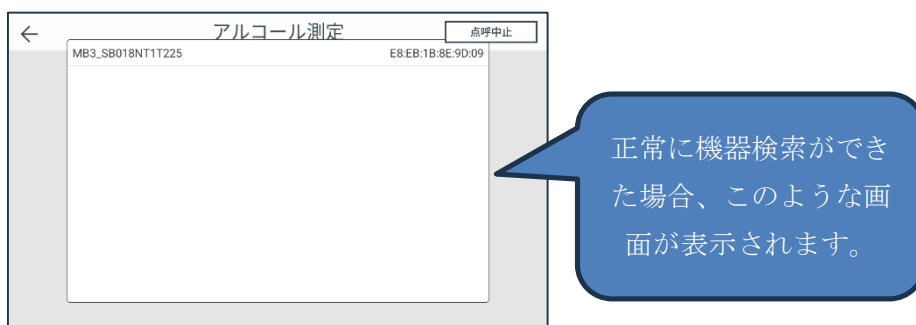 ←
アルコール測定
点呼中止
MB3_SB018NT1T225 E8:EB:1B:8E:9D:09
正常に機器検索ができ
た場合、このような画
面が表示されます。